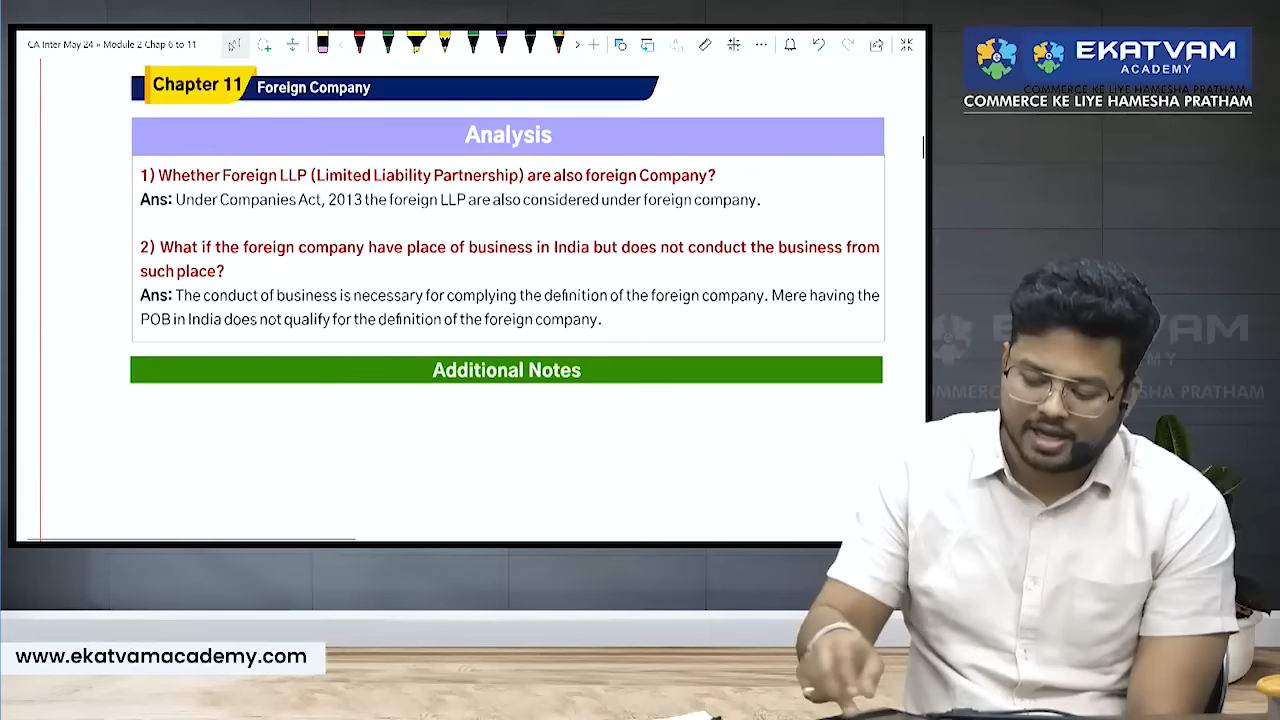 CA Inter May 24 » Module 2 Chap 6 to 11
EKATVAM
ACADEMY
COMMERCE KE LIYE HAMESHA PRATHAM
COMMERCE KE LIYE HAMESHA PRATHAM
Chapter 11
Foreign Company
Analysis
1) Whether Foreign LLP (Limited Liability Partnership) are also foreign Company?
Ans: Under Companies Act, 2013 the foreign LLP are also considered under foreign company.
2) What if the foreign company have place of business in India but does not conduct the business from
such place?
Ans: The conduct of business is necessary for complying the definition of the foreign company. Mere having the
POB in India does not qualify for the definition of the foreign company.
Additional Notes
www.ekatvamacademy.com